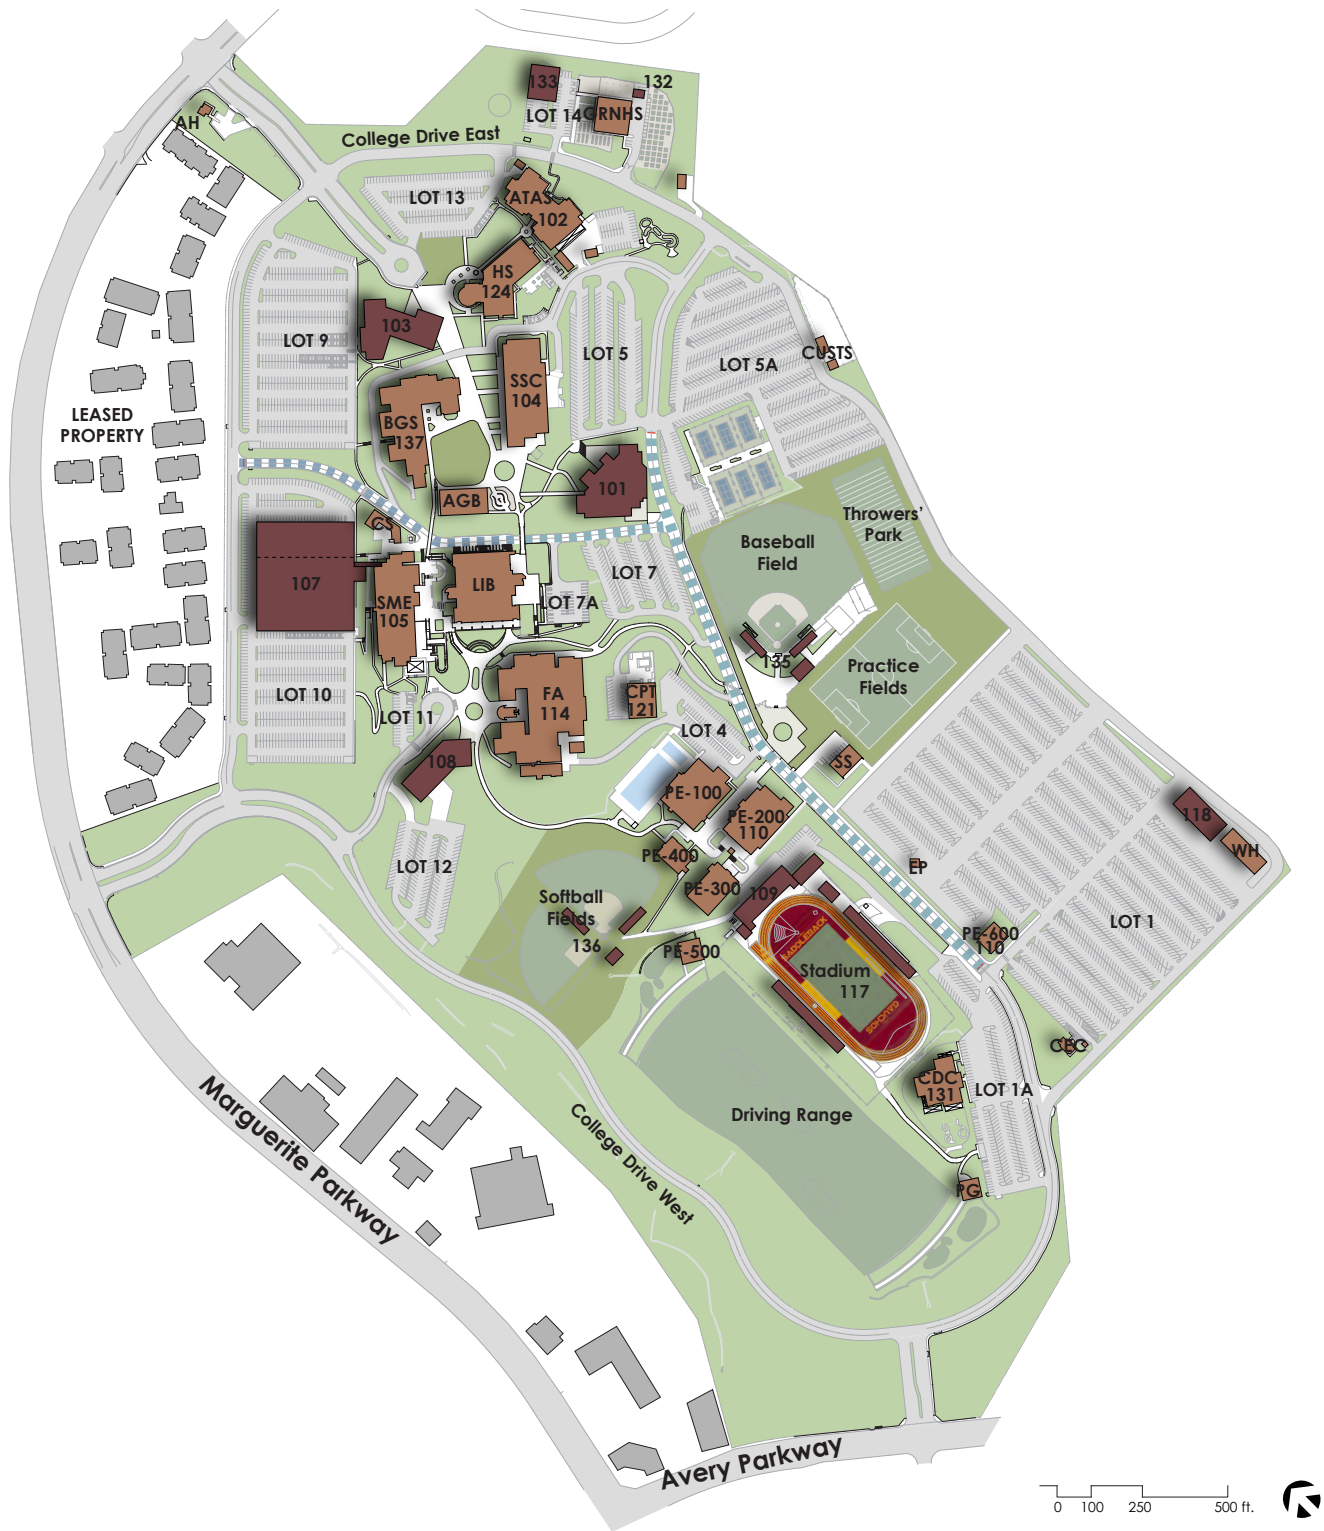 133
132
LOT 14
GRNHS
AH
College Drive East
LOT 13
ATAS
102
HS
124
103
LOT 9
LOT 5
LOT 5A
CUSTS
SSC
104
LEASED
PROPERTY
BGS
137
101
AGB
CS
Throwers'
Park
Baseball
Field
107
LIB
LOT 7
SME
105
LOT 7A
135
Practice
Fields
LOT 10
FA
114
CPT
121
LOT 11
LOT 4
108
SS
PE-100
PE-200
110
118
WH
PE-400
EP
LOT 12
PE-300
109
Softball
Fields
136
PE-500
SADDLEBACK
Stadium
117
GAUCHOS
PE-600
110
LOT 1
CEC
CDC
131
LOT 1A
Driving Range
Marguerite Parkway
College Drive West
PG
Avery Parkway
0 100 250 500 ft.